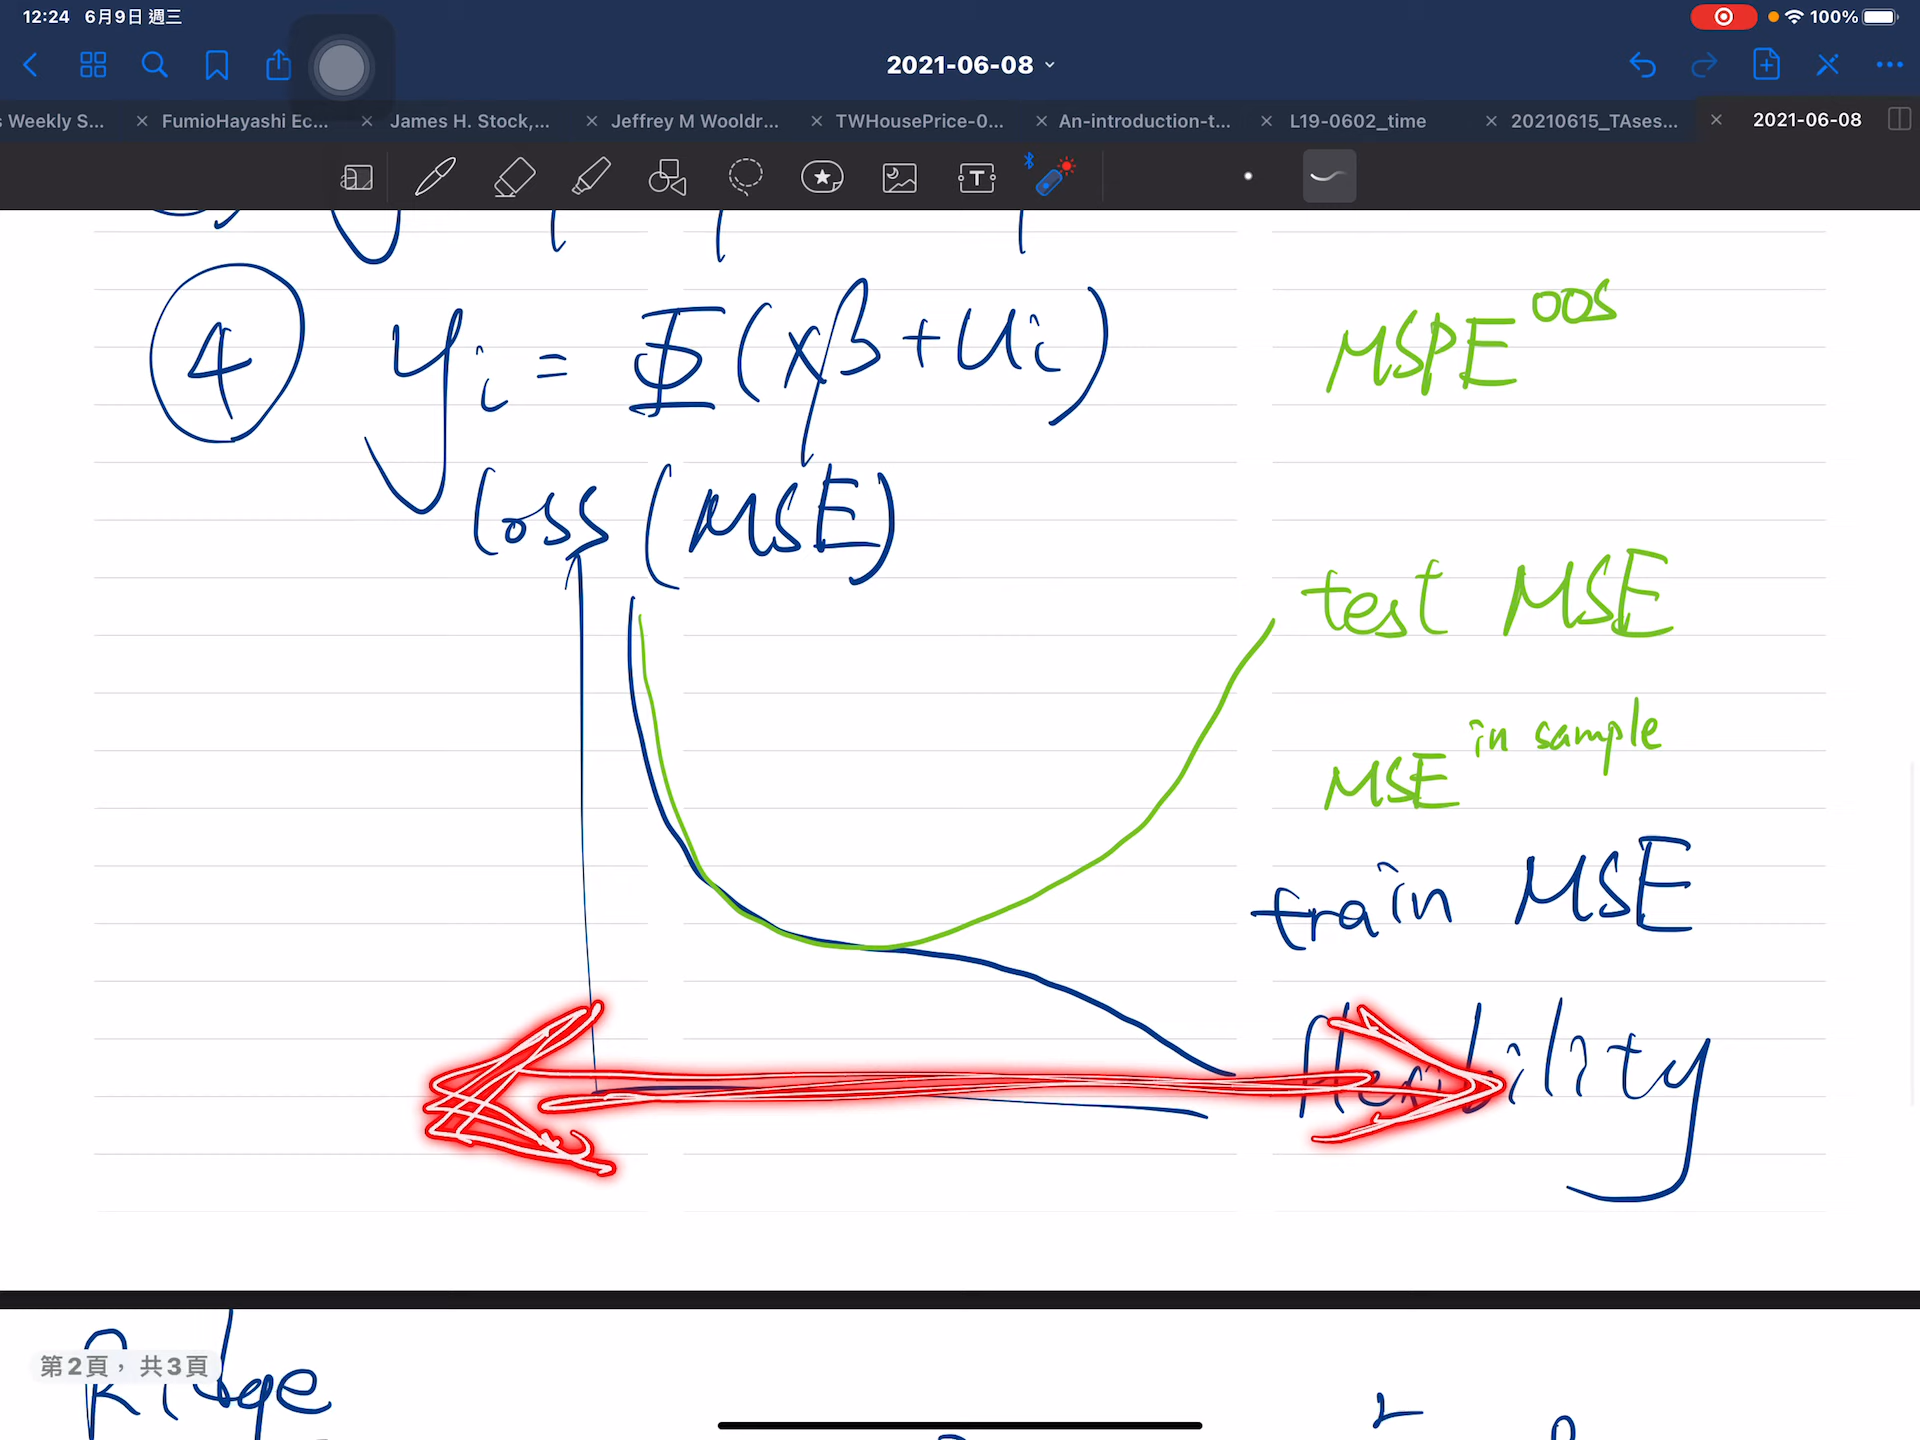 12:24 6月9日 週三
100%
2021-06-08
s Weekly S... FumioHayashi Ec... James H. Stock,... Jeffrey M Wooldr... TWHousePrice-0... An-introduction-t... L19-0602_time 20210615_TAses... 2021-06-08
④ yi = Φ(xβ+Ui)
MSPE^OOS
loss (MSE)
test MSE
MSE^in sample
train MSE
flexibility
第2頁，共3頁
Ridge